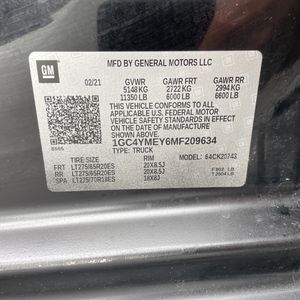 GM
MFD BY GENERAL MOTORS LLC
02/21 GVWR GAWR FRT GAWR RR
5148 KG 2722 KG 2994 KG
11350 LB 6000 LB 6600 LB
THIS VEHICLE CONFORMS TO ALL
APPLICABLE U.S. FEDERAL MOTOR
VEHICLE SAFETY STANDARDS IN
EFFECT ON THE DATE OF MANUFACTURE
SHOWN ABOVE.
1GC4YMEY6MF209634
TYPE: TRUCK
MODEL: 64CK20743
TIRE SIZE RIM
FRT LT275/65R20ES 20X8.5J
RR LT275/65R20ES 20X8.5J
SPA LT275/70R18ES 18X8J